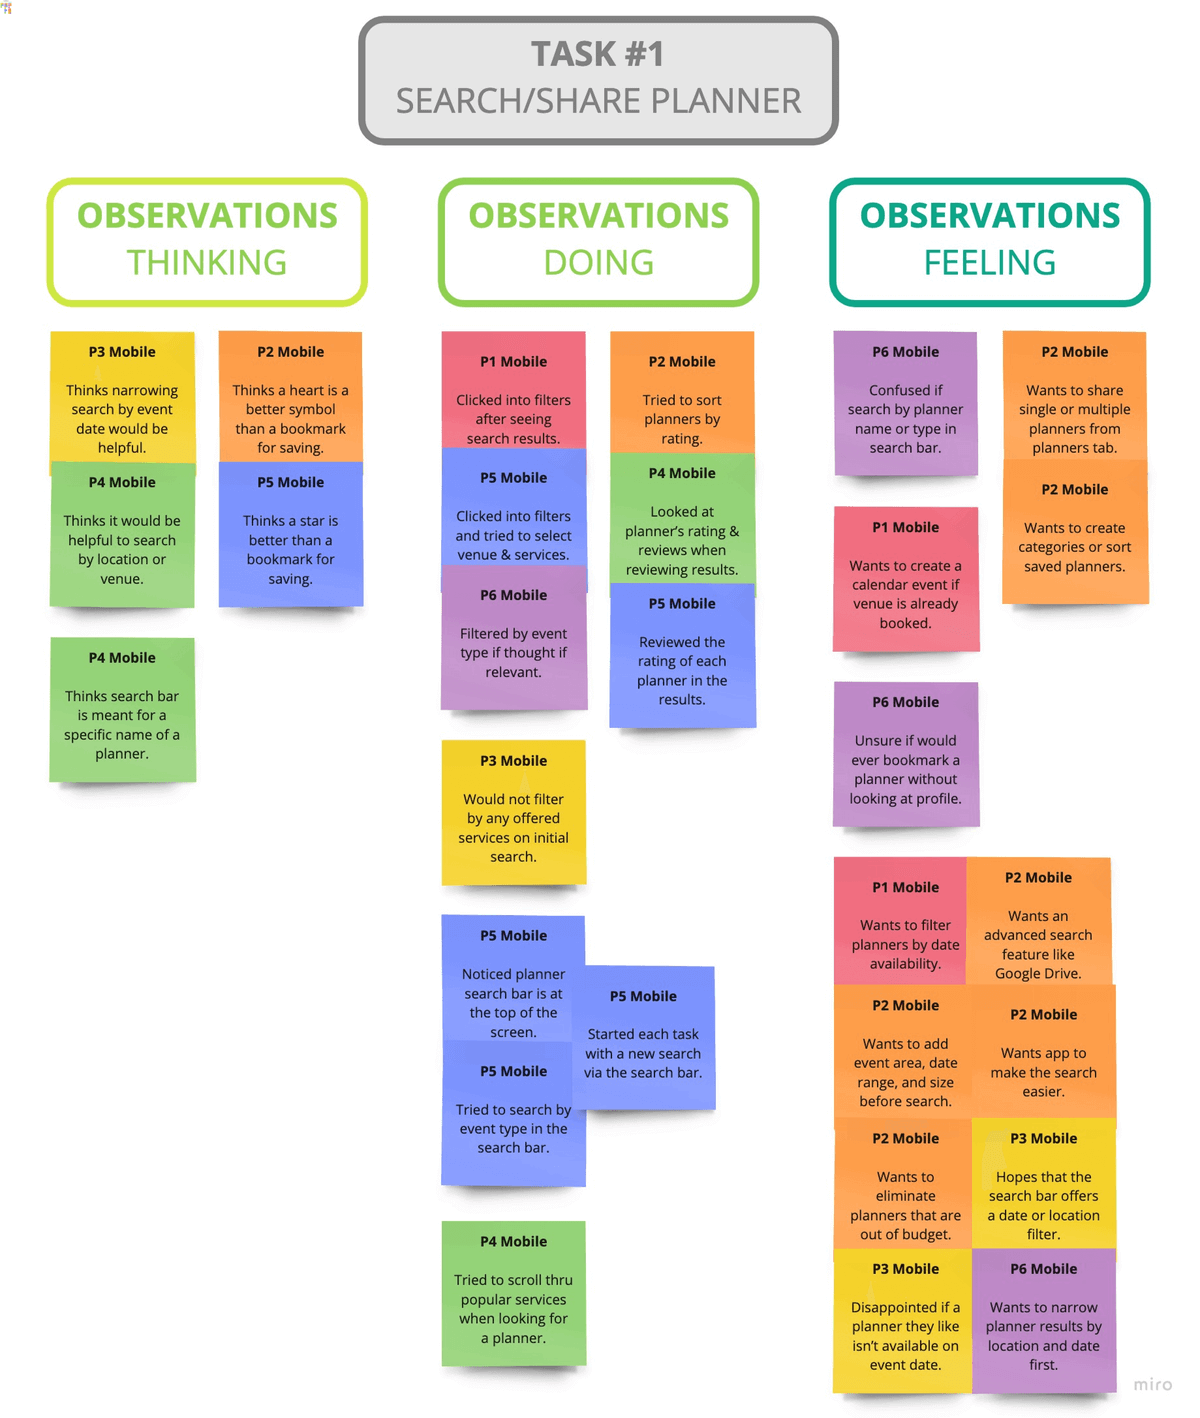 TASK #1
SEARCH/SHARE PLANNER
OBSERVATIONS
THINKING
P3 Mobile
Thinks narrowing
search by event
date would be
helpful.
P2 Mobile
Thinks a heart is a
better symbol
than a bookmark
for saving.
P4 Mobile
Thinks it would be
helpful to search
by location or
venue.
P5 Mobile
Thinks a star is
better than a
bookmark for
saving.
P4 Mobile
Thinks search bar
is meant for a
specific name of a
planner.
OBSERVATIONS
DOING
P1 Mobile
Clicked into filters
after seeing
search results.
P2 Mobile
Tried to sort
planners by
rating.
P5 Mobile
Clicked into filters
and tried to select
venue & services.
P4 Mobile
Looked at
planner's rating &
reviews when
reviewing results.
P6 Mobile
Filtered by event
type if thought if
relevant.
P5 Mobile
Reviewed the
rating of each
planner in the
results.
P3 Mobile
Would not filter
by any offered
services on initial
search.
P5 Mobile
Noticed planner
search bar is at
the top of the
screen.
P5 Mobile
Started each task
with a new search
via the search bar.
P5 Mobile
Tried to search by
event type in the
search bar.
P4 Mobile
Tried to scroll thru
popular services
when looking for
a planner.
OBSERVATIONS
FEELING
P6 Mobile
Confused if
search by planner
name or type in
search bar.
P2 Mobile
Wants to share
single or multiple
planners from
planners tab.
P2 Mobile
Wants to create
categories or sort
saved planners.
P1 Mobile
Wants to create a
calendar event if
venue is already
booked.
P6 Mobile
Unsure if would
ever bookmark a
planner without
looking at profile.
P1 Mobile
Wants to filter
planners by date
availability.
P2 Mobile
Wants an
advanced search
feature like
Google Drive.
P2 Mobile
Wants to add
event area, date
range, and size
before search.
P2 Mobile
Wants app to
make the search
easier.
P2 Mobile
Wants to
eliminate
planners that are
out of budget.
P3 Mobile
Hopes that the
search bar offers
a date or location
filter.
P3 Mobile
Disappointed if a
planner they like
isn't available on
event date.
P6 Mobile
Wants to narrow
planner results by
location and date
first.
miro